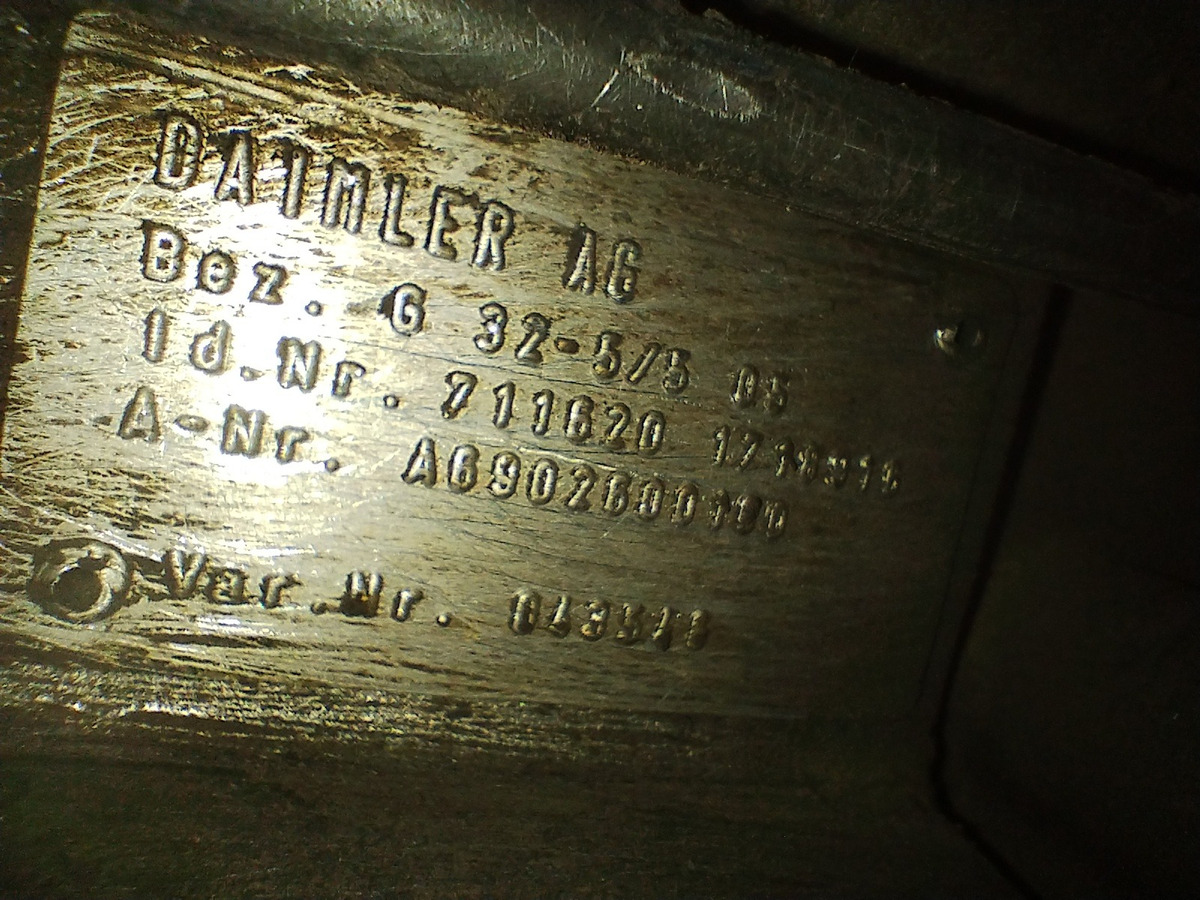 DAIMLER AG
Bez. G 32-5/5 05
Id.Nr. 711620
A-Nr.
Var.Nr.